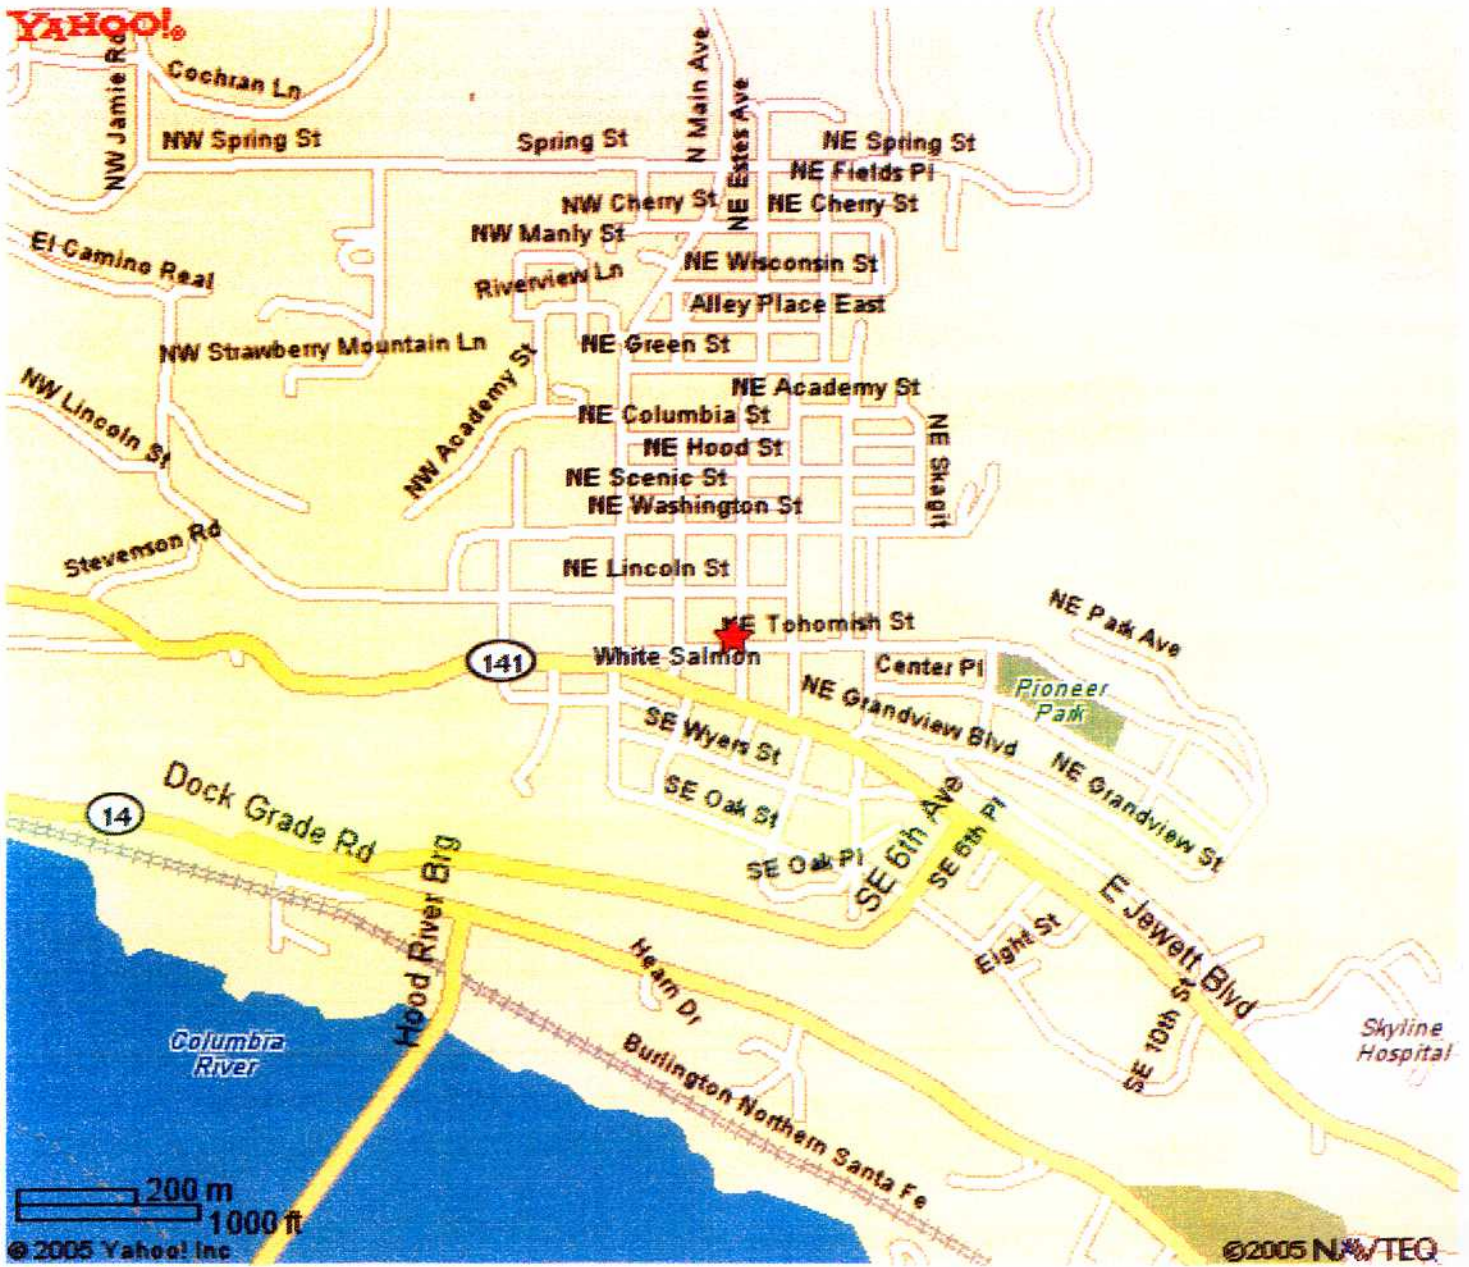 YAHOO!®
NW Jamie Rd
Cochran Ln
N Main Ave
NE Estes Ave
NW Spring St
Spring St
NE Spring St
NE Fields Pl
NW Cherry St
NE Cherry St
NW Manly St
El Camino Real
Riverview Ln
NE Wisconsin St
Alley Place East
NW Strawberry Mountain Ln
NE Green St
NW Academy St
NE Academy St
NW Lincoln St
NE Columbia St
NE Hood St
NE Skagit
NE Scenic St
NE Washington St
Stevenson Rd
NE Lincoln St
NE Park Ave
NE Tohomish St
141
White Salmon
Center Pl
Pioneer
Park
NE Grandview Blvd
SE Wyers St
NE Grandview St
Dock Grade Rd
14
SE Oak St
SE 6th Ave
SE 6th Pl
SE Oak Pl
Hood River Brg
E Jewett Blvd
Eight St
Hearn Dr
SE 10th St
Columbia
River
Skyline
Hospital
Burlington Northern Santa Fe
200 m
1000 ft
© 2005 Yahoo! Inc
©2005 NAVTEQ